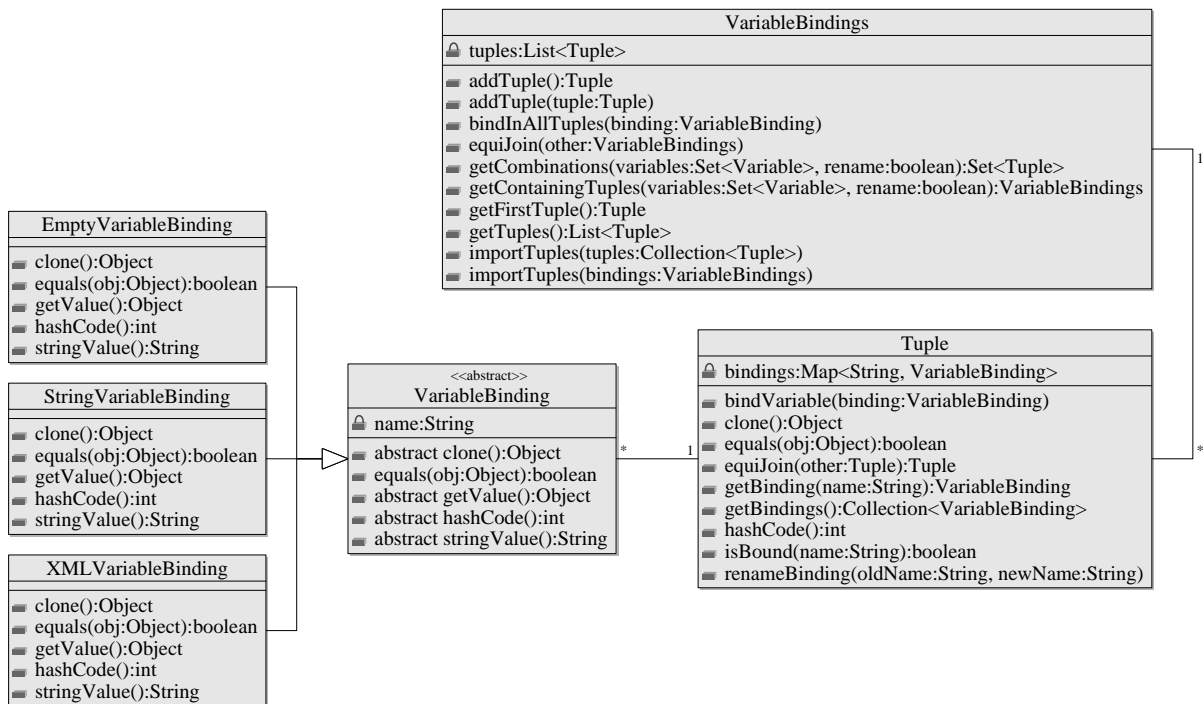 VariableBindings
tuples:List<Tuple>
addTuple():Tuple
addTuple(tuple:Tuple)
bindInAllTuples(binding:VariableBinding)
equiJoin(other:VariableBindings)
getCombinations(variables:Set<Variable>, rename:boolean):Set<Tuple>
getContainingTuples(variables:Set<Variable>, rename:boolean):VariableBindings
getFirstTuple():Tuple
getTuples():List<Tuple>
importTuples(tuples:Collection<Tuple>)
importTuples(bindings:VariableBindings)
1
*
EmptyVariableBinding
clone():Object
equals(obj:Object):boolean
getValue():Object
hashCode():int
stringValue():String
StringVariableBinding
clone():Object
equals(obj:Object):boolean
getValue():Object
hashCode():int
stringValue():String
XMLVariableBinding
clone():Object
equals(obj:Object):boolean
getValue():Object
hashCode():int
stringValue():String
<<abstract>>
VariableBinding
name:String
abstract clone():Object
equals(obj:Object):boolean
abstract getValue():Object
abstract hashCode():int
abstract stringValue():String
*
1
Tuple
bindings:Map<String, VariableBinding>
bindVariable(binding:VariableBinding)
clone():Object
equals(obj:Object):boolean
equiJoin(other:Tuple):Tuple
getBinding(name:String):VariableBinding
getBindings():Collection<VariableBinding>
hashCode():int
isBound(name:String):boolean
renameBinding(oldName:String, newName:String)